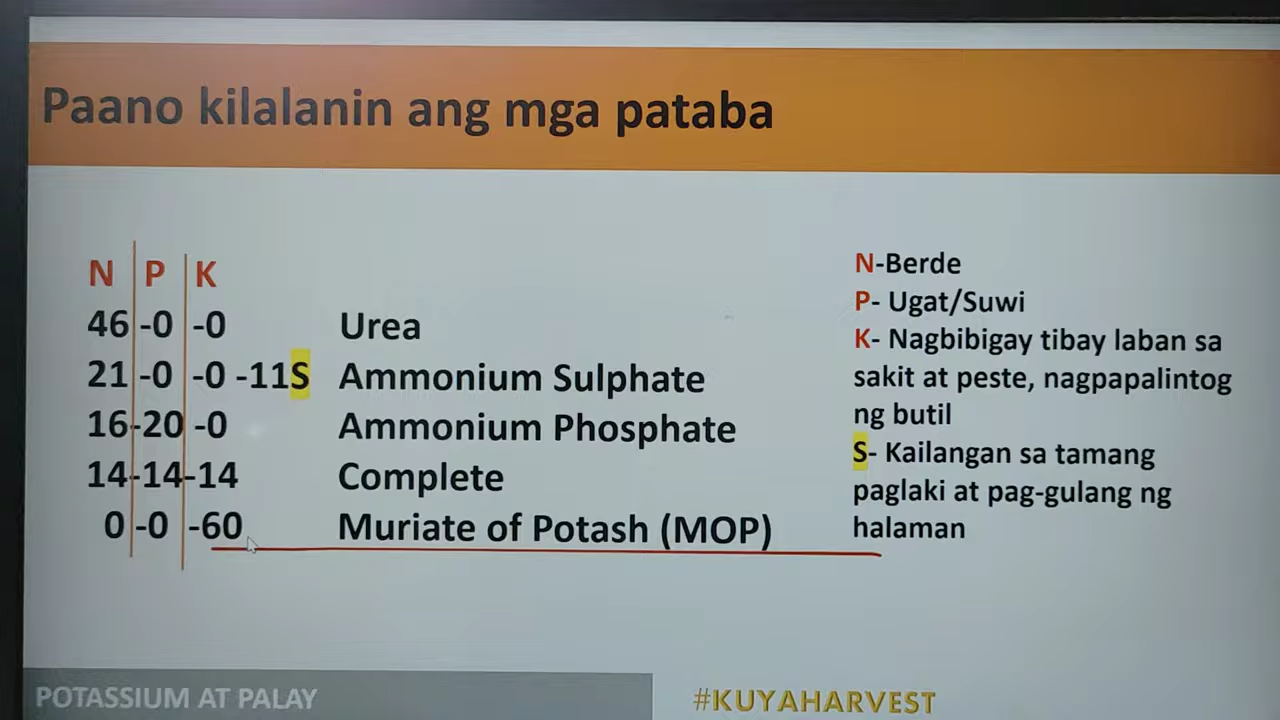 Paano kilalanin ang mga pataba
N P K
46 -0 -0 Urea
21 -0 -0 -11S Ammonium Sulphate
16-20 -0 Ammonium Phosphate
14-14-14 Complete
0 -0 -60 Muriate of Potash (MOP)
N-Berde
P- Ugat/Suwi
K- Nagbibigay tibay laban sa
sakit at peste, nagpapalintog
ng butil
S- Kailangan sa tamang
paglaki at pag-gulang ng
halaman
POTASSIUM AT PALAY
#KUYAHARVEST